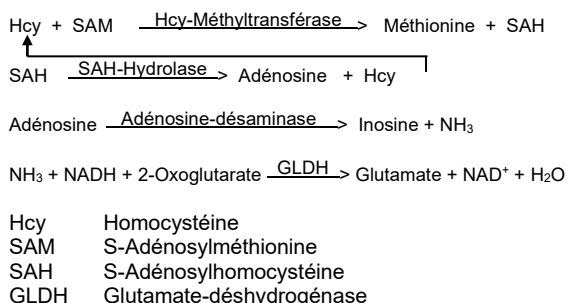 Hcy + SAM Hcy-Méthyltransférase > Méthionine + SAH
SAH SAH-Hydrolase > Adénosine + Hcy
Adénosine Adénosine-désaminase > Inosine + NH₃
NH₃ + NADH + 2-Oxoglutarate GLDH > Glutamate + NAD⁺ + H₂O
Hcy Homocystéine
SAM S-Adénosylméthionine
SAH S-Adénosylhomocystéine
GLDH Glutamate-déshydrogénase